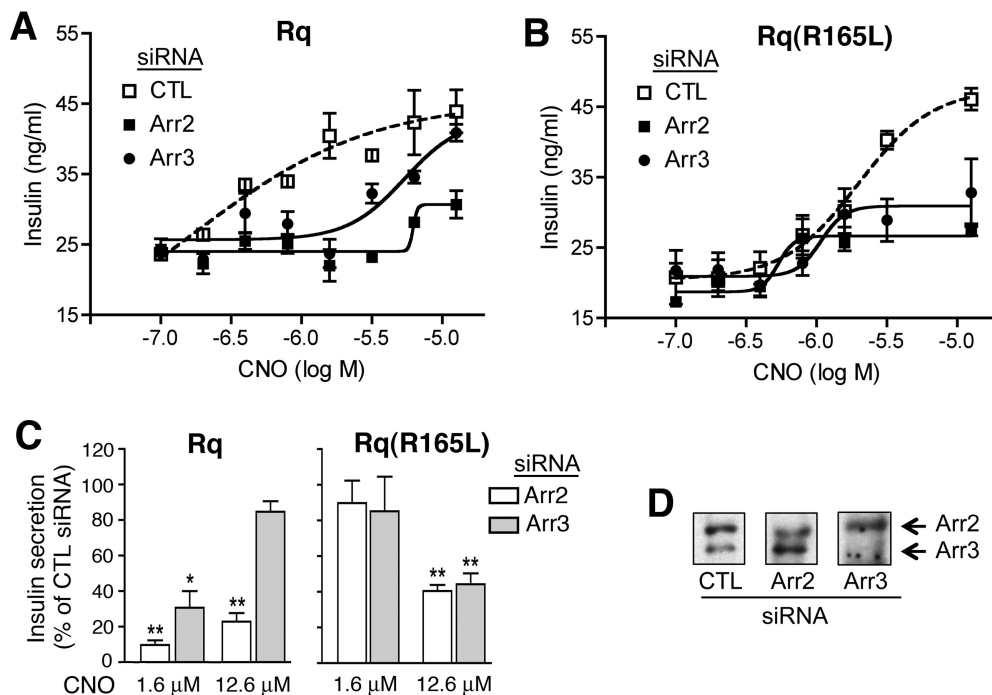 A
Rq
55
45
35
25
15
Insulin (ng/ml)
siRNA
CTL
Arr2
Arr3
-7.0 -6.5 -6.0 -5.5 -5.0
CNO (log M)
B
Rq(R165L)
55
45
35
25
15
Insulin (ng/ml)
siRNA
CTL
Arr2
Arr3
-7.0 -6.5 -6.0 -5.5 -5.0
CNO (log M)
C
Rq
Rq(R165L)
120
100
80
60
40
20
0
Insulin secretion
(% of CTL siRNA)
** * **
** **
siRNA
Arr2
Arr3
CNO 1.6 µM 12.6 µM 1.6 µM 12.6 µM
D
Arr2
Arr3
CTL Arr2 Arr3
siRNA